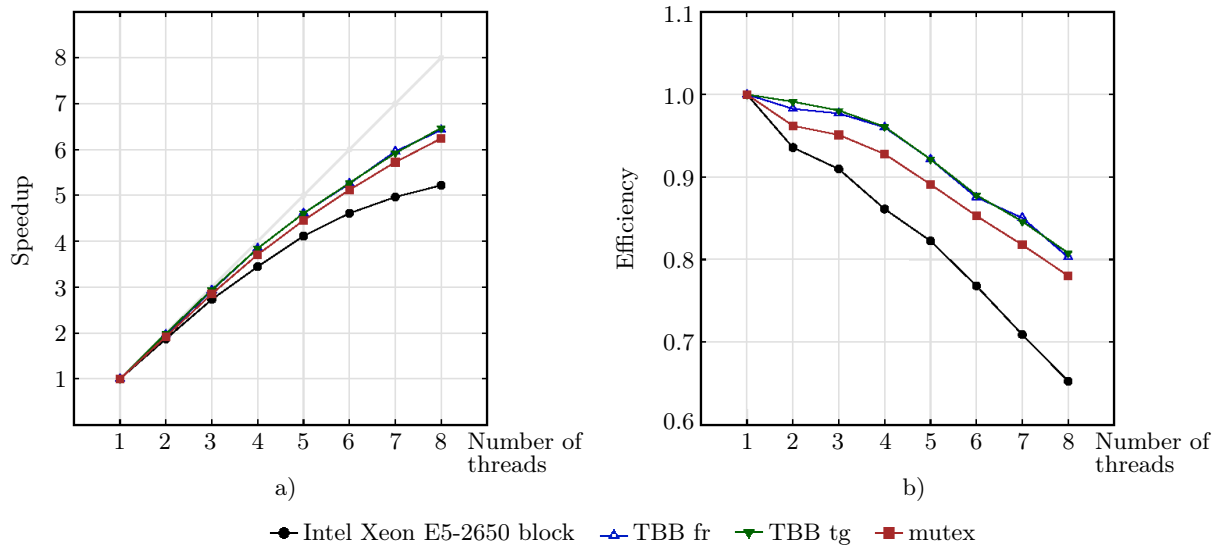 8
7
6
5
4
3
2
1
Speedup
1 2 3 4 5 6 7 8 Number of
threads
a)
1.1
1.0
0.9
0.8
0.7
0.6
Efficiency
1 2 3 4 5 6 7 8 Number of
threads
b)
Intel Xeon E5-2650 block TBB fr TBB tg mutex